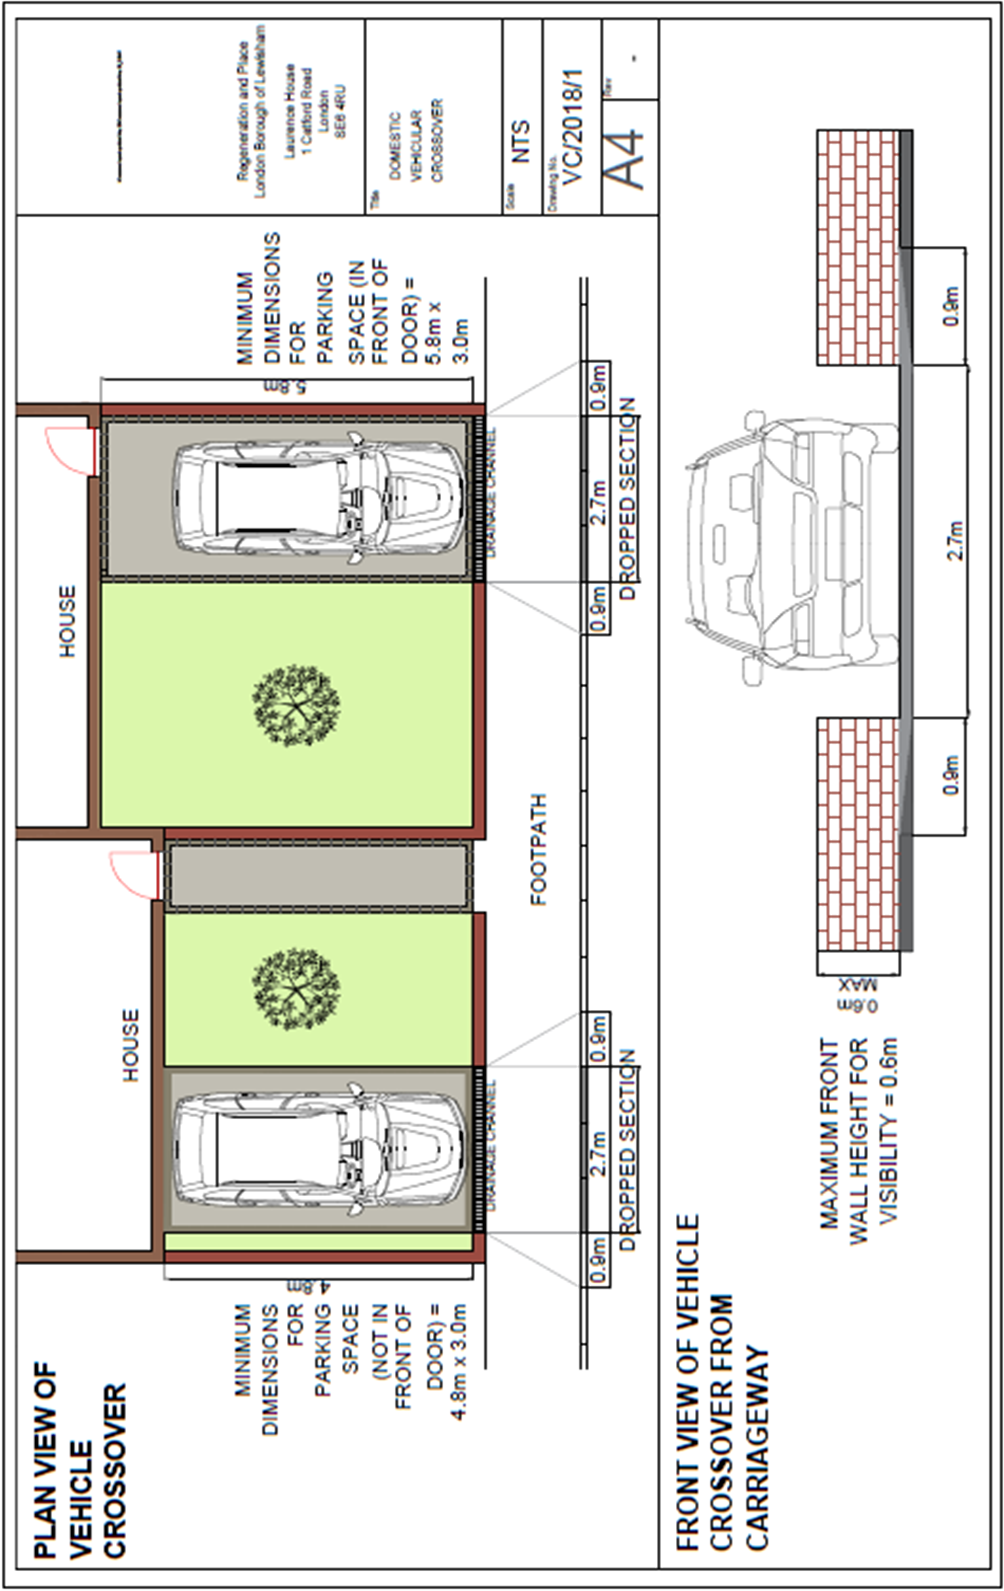 PLAN VIEW OF
VEHICLE
CROSSOVER
MINIMUM
DIMENSIONS
FOR
PARKING
SPACE
(NOT IN
FRONT OF
DOOR) =
4.8m x 3.0m
4.8m
HOUSE
HOUSE
5.8m
MINIMUM
DIMENSIONS
FOR
PARKING
SPACE (IN
FRONT OF
DOOR) =
5.8m x
3.0m
DRAINAGE CHANNEL
DRAINAGE CHANNEL
FOOTPATH
0.9m
2.7m
0.9m
0.9m
2.7m
0.9m
DROPPED SECTION
DROPPED SECTION
FRONT VIEW OF VEHICLE
CROSSOVER FROM
CARRIAGEWAY
MAXIMUM FRONT
WALL HEIGHT FOR
VISIBILITY = 0.6m
0.6m
MAX
0.9m
2.7m
0.9m
Regeneration and Place
London Borough of Lewisham
Laurence House
1 Catford Road
London
SE6 4RU
Title
DOMESTIC
VEHICULAR
CROSSOVER
Scale
NTS
Drawing No.
VC/2018/1
A4
Rev
-